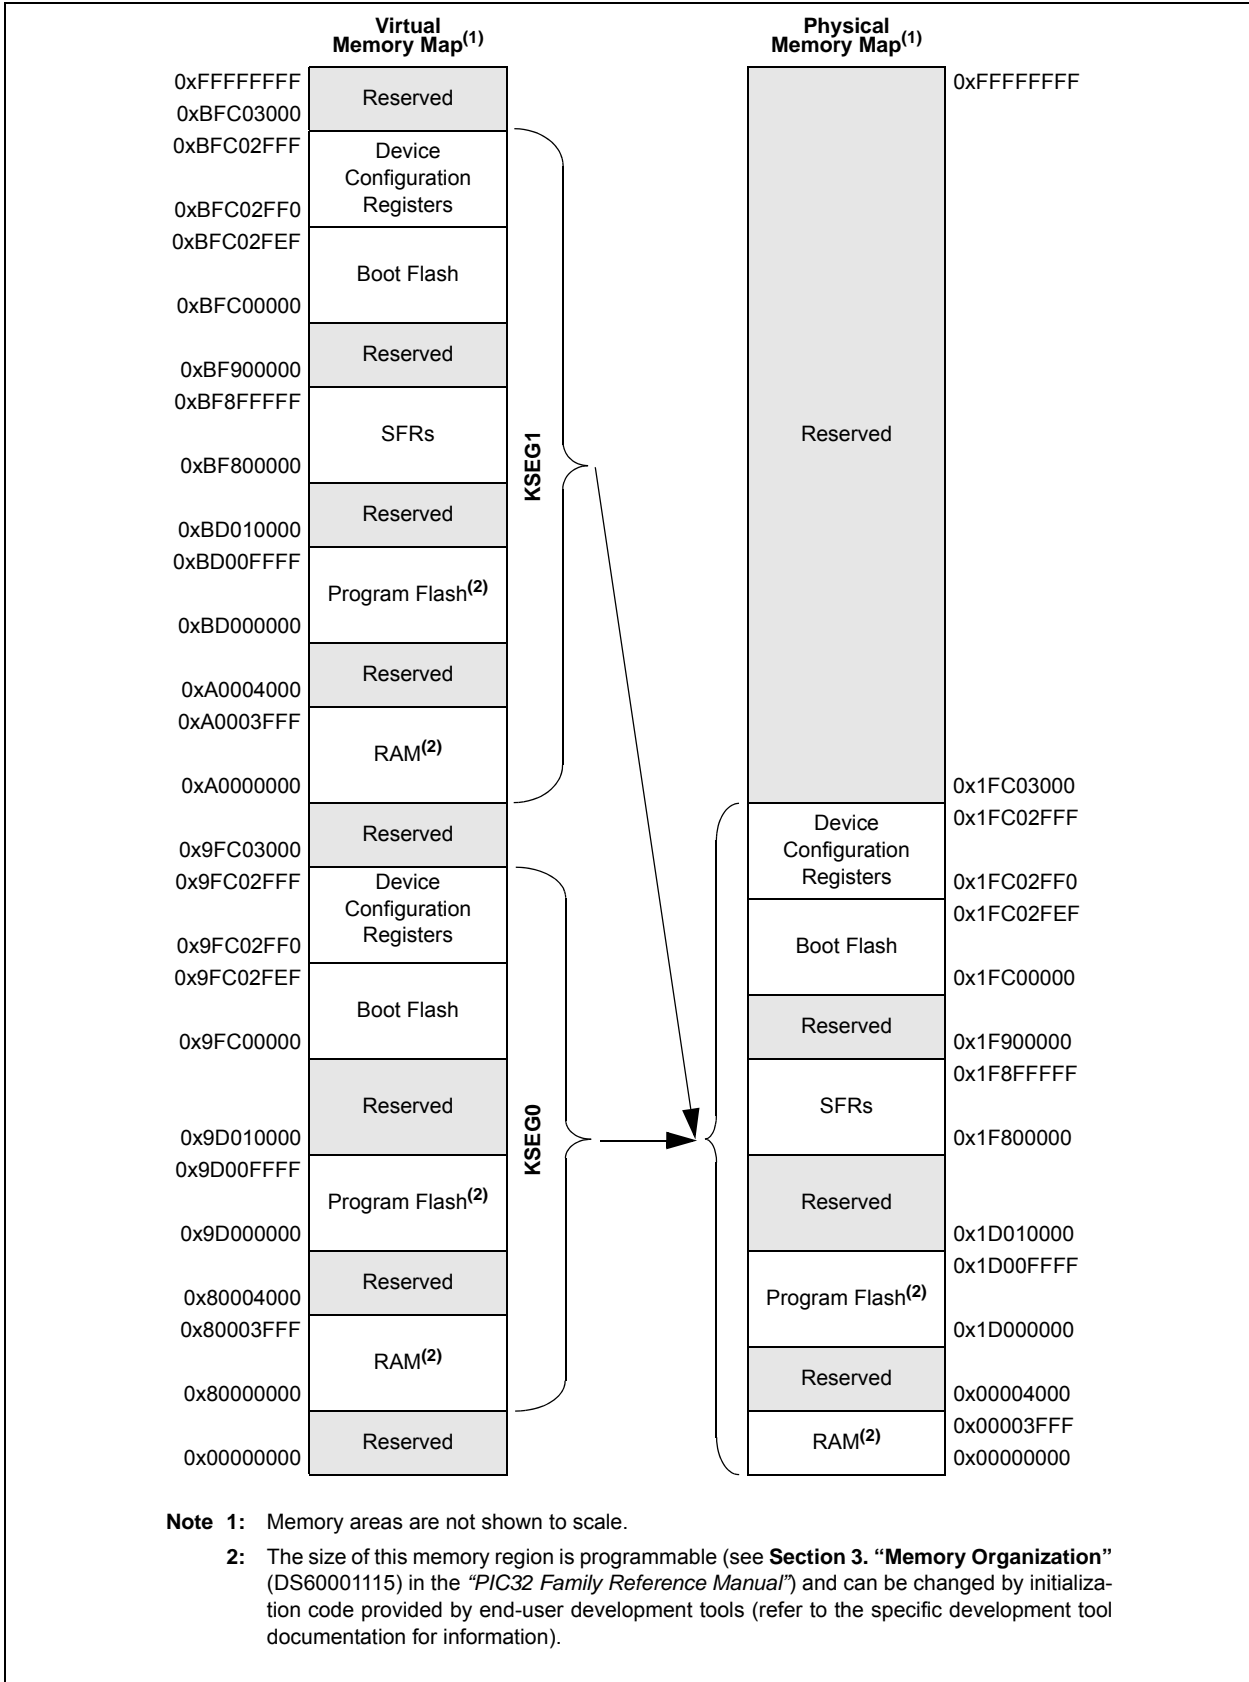 Virtual
Memory Map(1)
0xFFFFFFFF
Reserved
0xBFC03000
0xBFC02FFF
Device
Configuration
Registers
0xBFC02FF0
0xBFC02FEF
Boot Flash
0xBFC00000
Reserved
0xBF900000
0xBF8FFFFF
SFRs
0xBF800000
Reserved
0xBD010000
0xBD00FFFF
Program Flash(2)
0xBD000000
Reserved
0xA0004000
0xA0003FFF
RAM(2)
0xA0000000
KSEG1
Reserved
0x9FC03000
0x9FC02FFF
Device
Configuration
Registers
0x9FC02FF0
0x9FC02FEF
Boot Flash
0x9FC00000
Reserved
0x9D010000
0x9D00FFFF
Program Flash(2)
0x9D000000
Reserved
0x80004000
0x80003FFF
RAM(2)
0x80000000
KSEG0
Reserved
0x00000000
Physical
Memory Map(1)
0xFFFFFFFF
Reserved
0x1FC03000
0x1FC02FFF
Device
Configuration
Registers
0x1FC02FF0
0x1FC02FEF
Boot Flash
0x1FC00000
Reserved
0x1F900000
0x1F8FFFFF
SFRs
0x1F800000
Reserved
0x1D010000
0x1D00FFFF
Program Flash(2)
0x1D000000
Reserved
0x00004000
0x00003FFF
RAM(2)
0x00000000
Note 1: Memory areas are not shown to scale.
2: The size of this memory region is programmable (see Section 3. “Memory Organization”
(DS60001115) in the “PIC32 Family Reference Manual”) and can be changed by initializa-
tion code provided by end-user development tools (refer to the specific development tool
documentation for information).